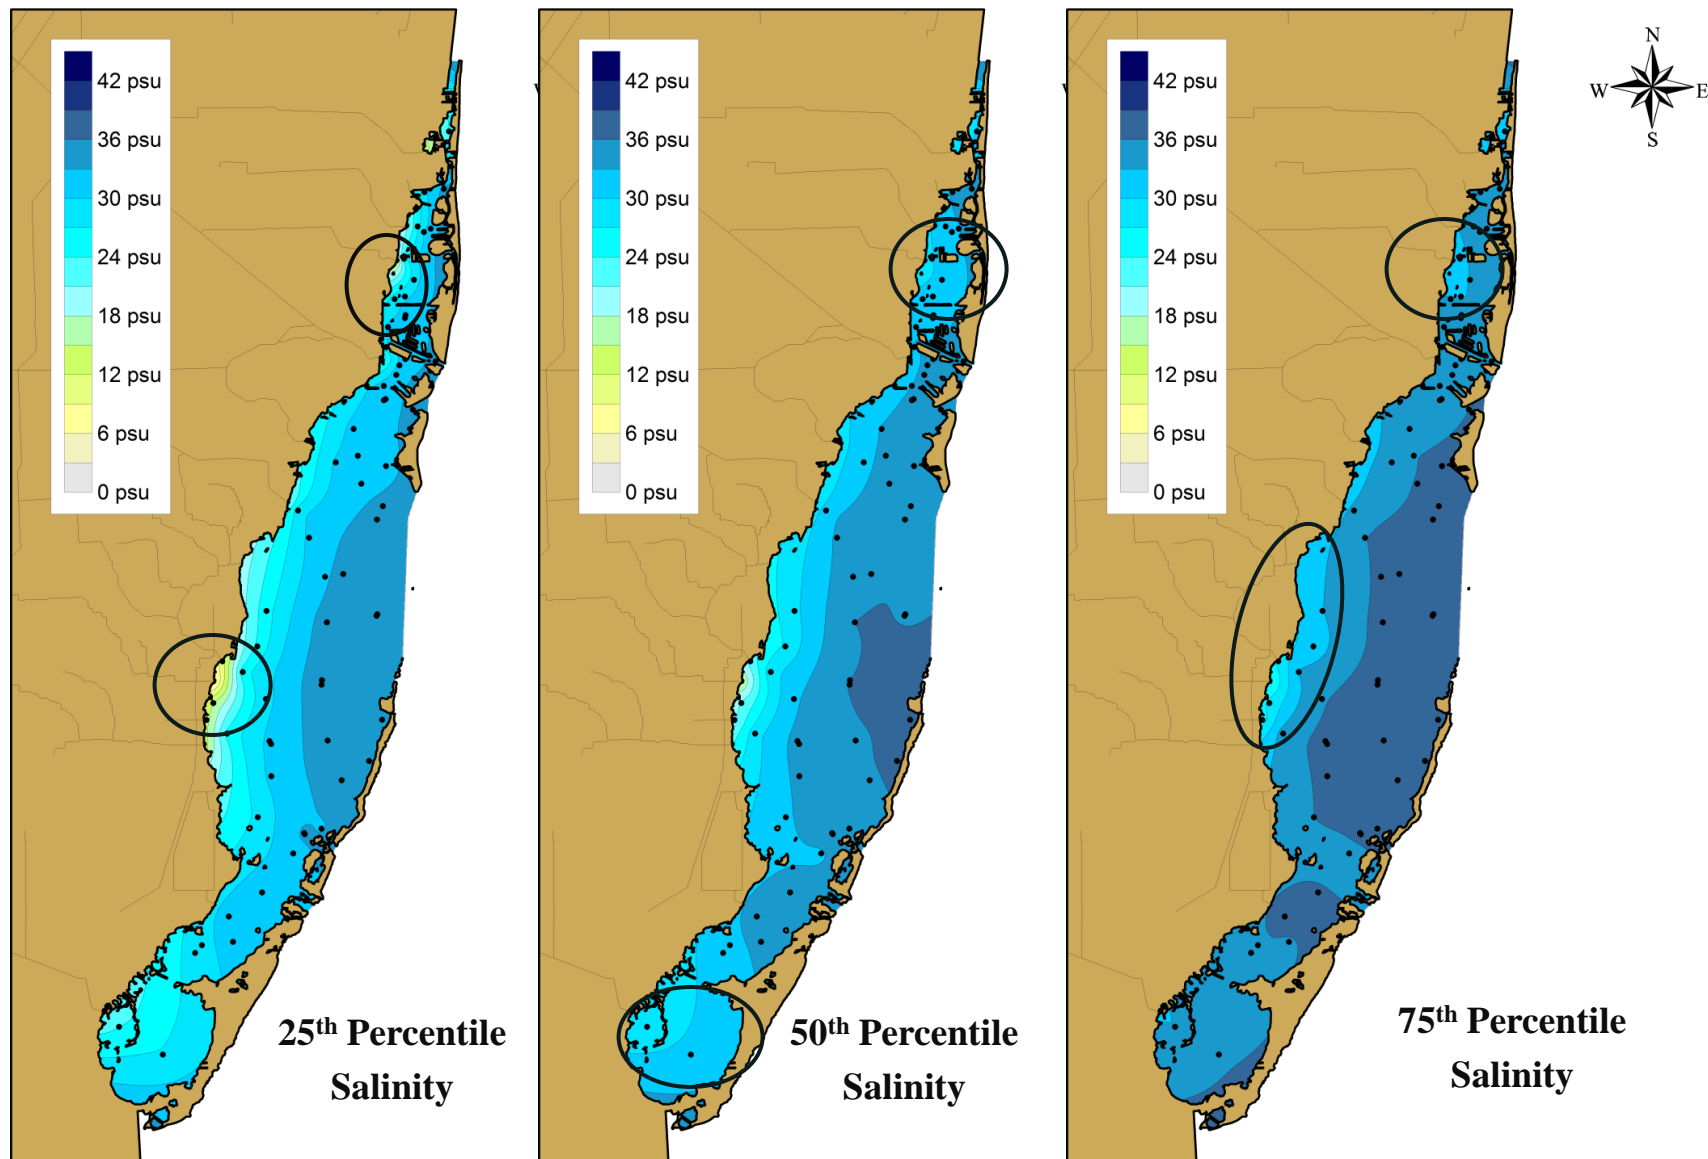 42 psu
36 psu
30 psu
24 psu
18 psu
12 psu
6 psu
0 psu
25th Percentile
Salinity
42 psu
36 psu
30 psu
24 psu
18 psu
12 psu
6 psu
0 psu
50th Percentile
Salinity
42 psu
36 psu
30 psu
24 psu
18 psu
12 psu
6 psu
0 psu
75th Percentile
Salinity
N
W E
S